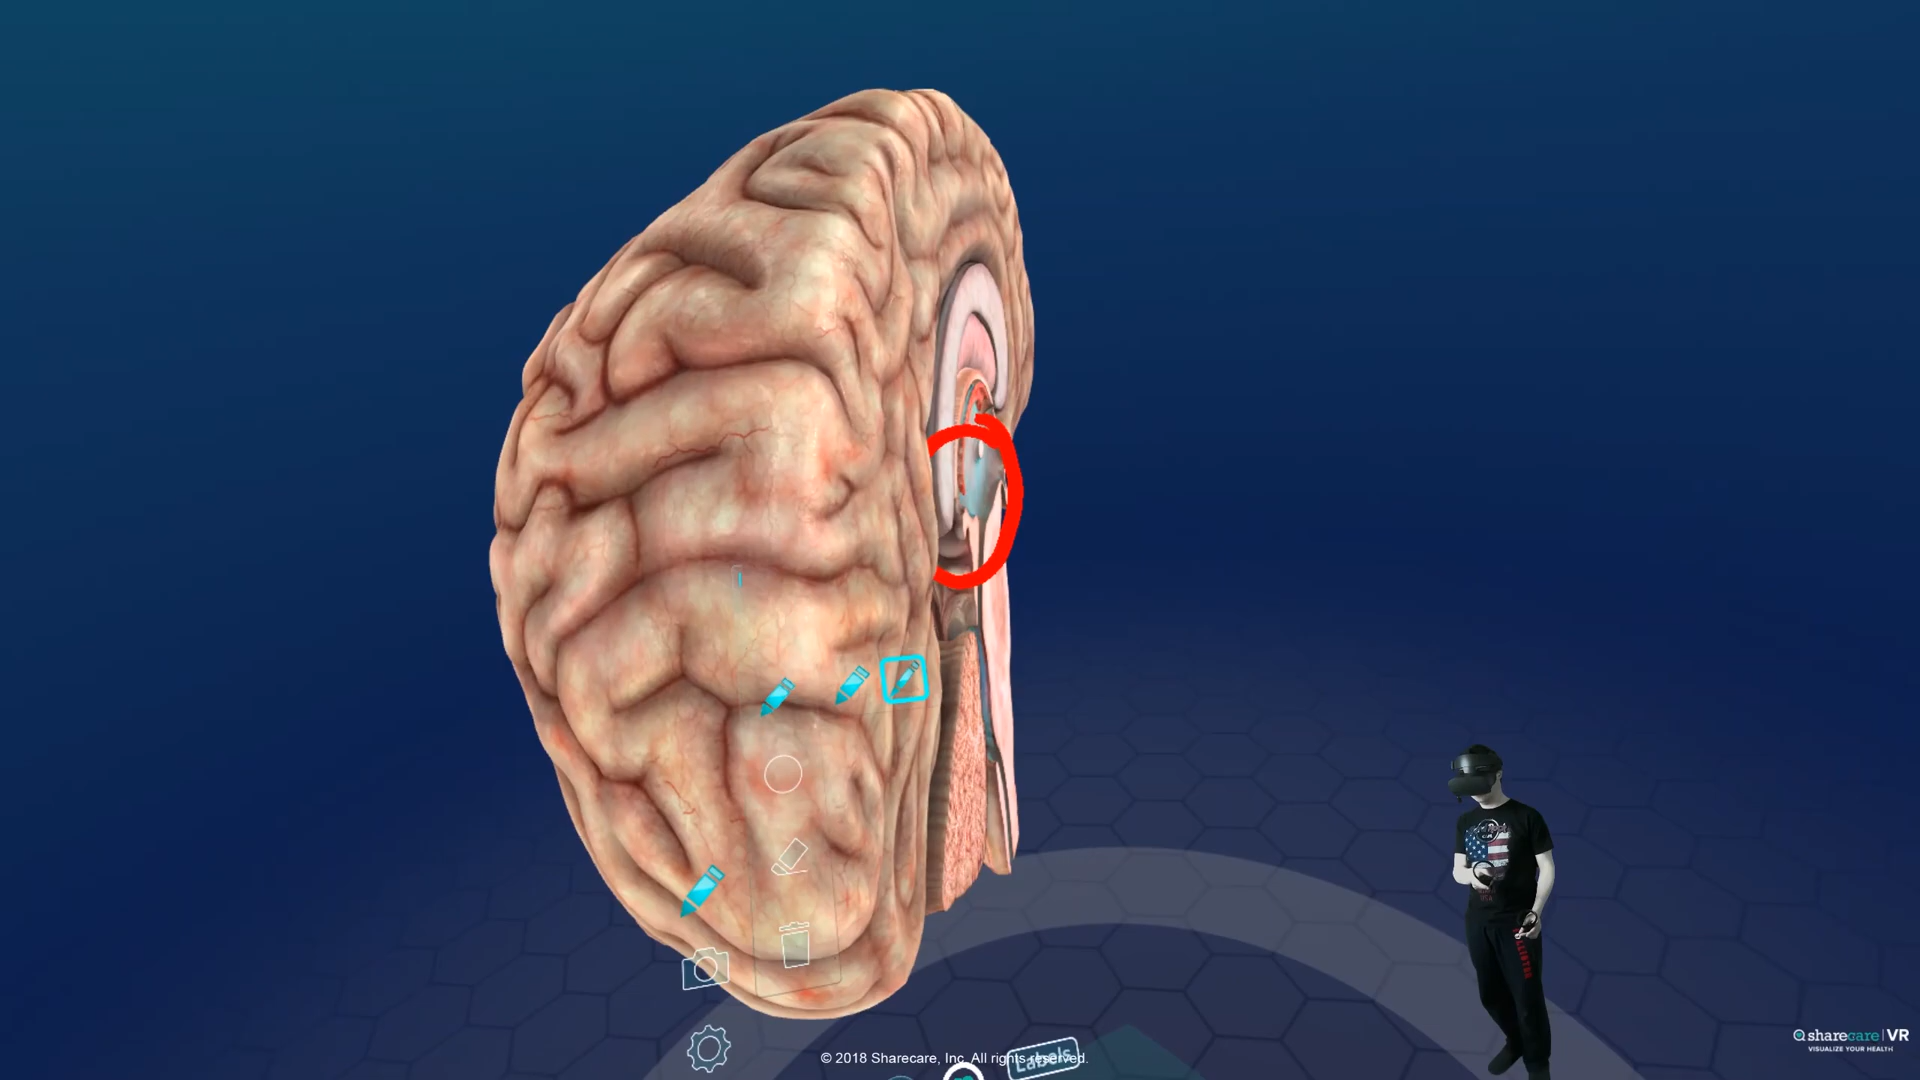 sharecare VR
VISUALIZE YOUR HEALTH
© 2018 Sharecare, Inc. All rights reserved.
Labels